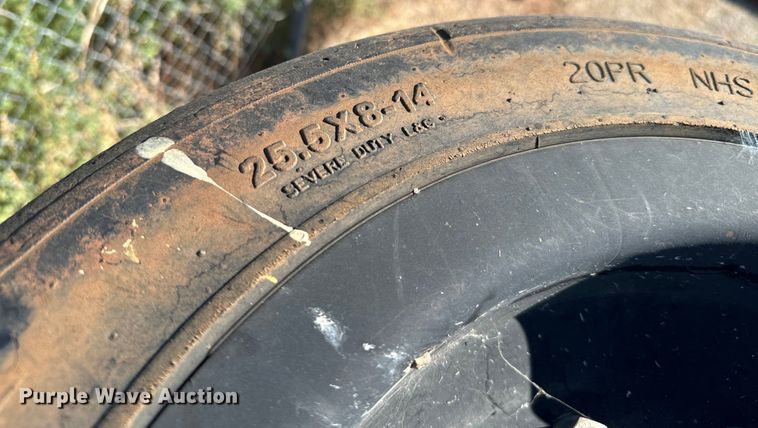 25.5X8-14
SEVERE DUTY L&G.
20PR NHS
Purple Wave Auction